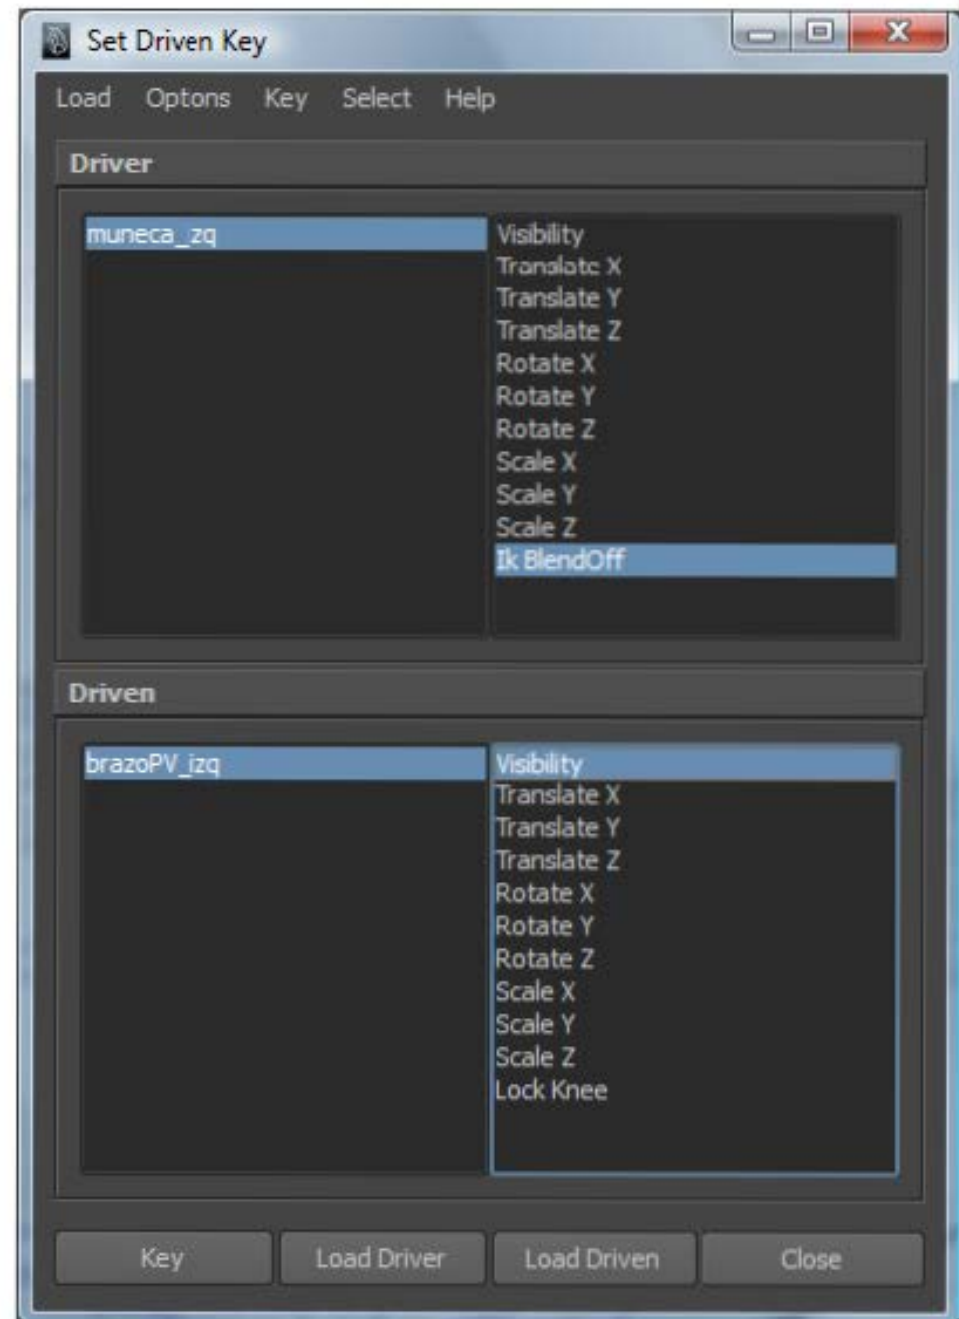 Set Driven Key
Load Optons Key Select Help
Driver
muneca_zq
Visibility
Translate X
Translate Y
Translate Z
Rotate X
Rotate Y
Rotate Z
Scale X
Scale Y
Scale Z
Ik BlendOff
Driven
brazoPV_izq
Visibility
Translate X
Translate Y
Translate Z
Rotate X
Rotate Y
Rotate Z
Scale X
Scale Y
Scale Z
Lock Knee
Key Load Driver Load Driven Close